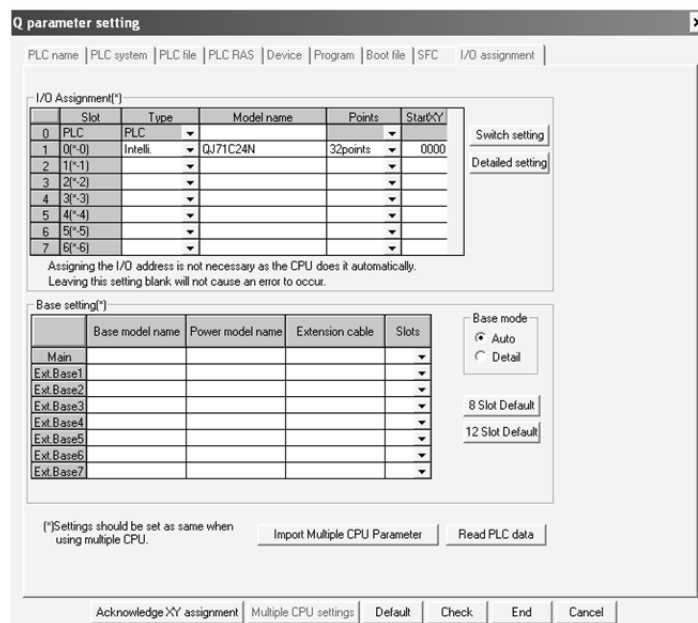 Q parameter setting
PLC name PLC system PLC file PLC RAS Device Program Boot file SFC I/O assignment
I/O Assignment(*)
Slot Type Model name Points StartXY
0 PLC PLC
1 0(*-0) Intelli. QJ71C24N 32points 0000
2 1(*-1)
3 2(*-2)
4 3(*-3)
5 4(*-4)
6 5(*-5)
7 6(*-6)
Switch setting
Detailed setting
Assigning the I/O address is not necessary as the CPU does it automatically.
Leaving this setting blank will not cause an error to occur.
Base setting(*)
Base model name Power model name Extension cable Slots
Main
Ext.Base1
Ext.Base2
Ext.Base3
Ext.Base4
Ext.Base5
Ext.Base6
Ext.Base7
Base mode
Auto
Detail
8 Slot Default
12 Slot Default
(*)Settings should be set as same when
using multiple CPU.
Import Multiple CPU Parameter Read PLC data
Acknowledge XY assignment Multiple CPU settings Default Check End Cancel